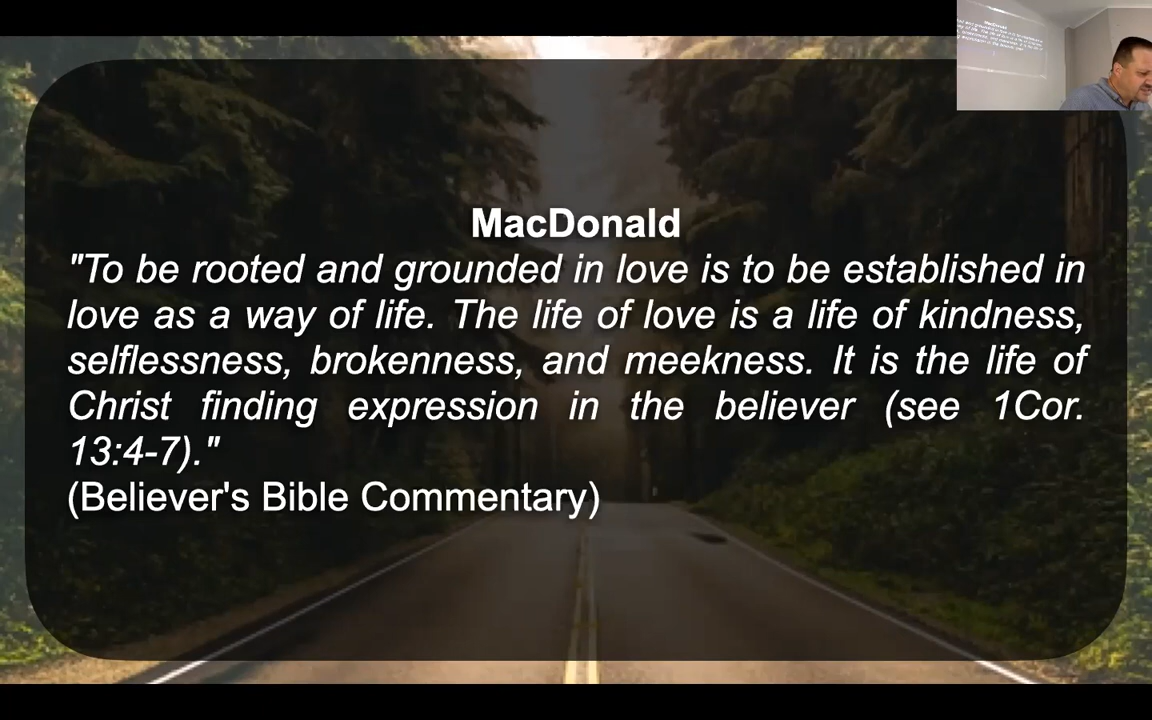 MacDonald
"To be rooted and grounded in love is to be established in
love as a way of life. The life of love is a life of kindness,
selflessness, brokenness, and meekness. It is the life of
Christ finding expression in the believer (see 1Cor.
13:4-7)."
(Believer's Bible Commentary)
MacDonald